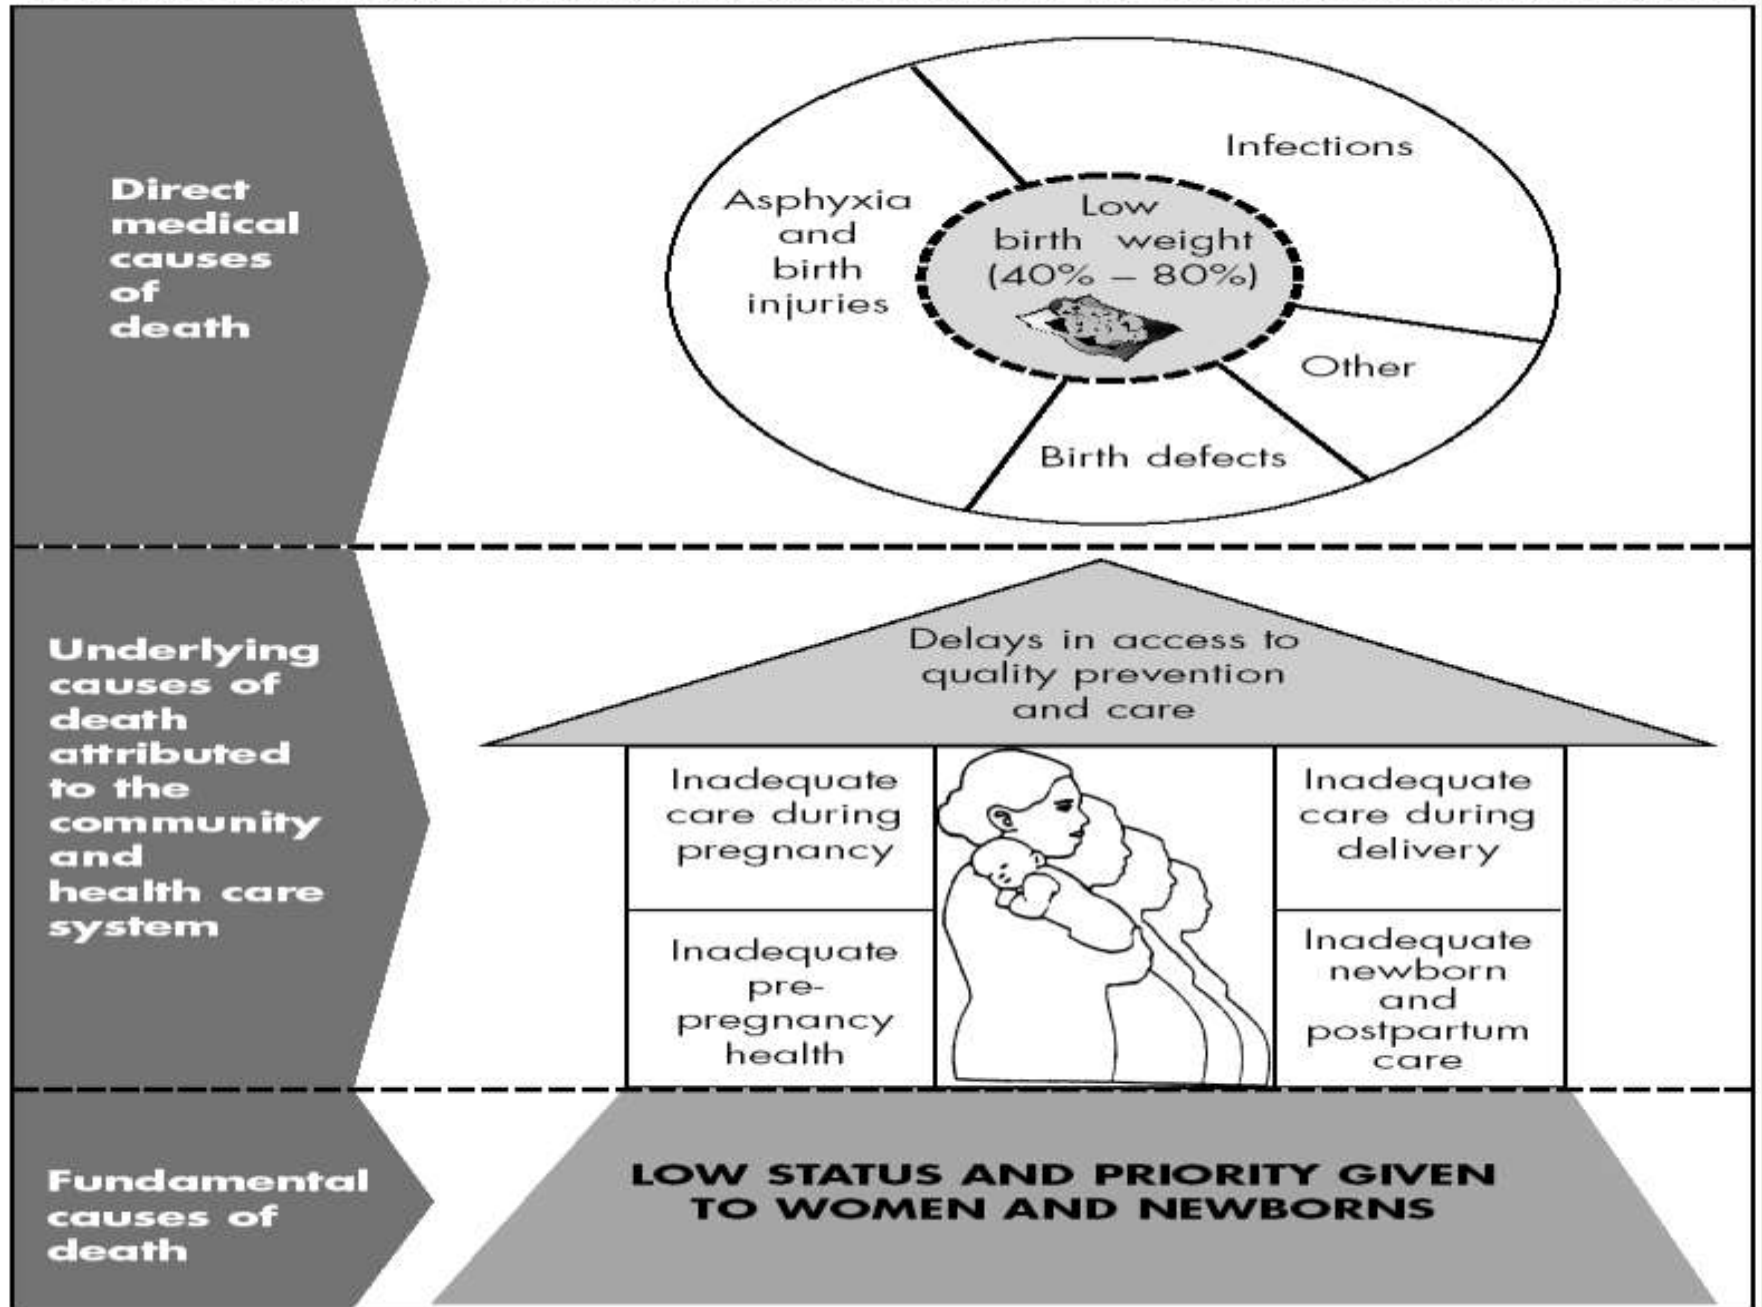 Direct
medical
causes
of
death
Infections
Asphyxia
and
birth
injuries
Low
birth weight
(40% – 80%)
Other
Birth defects
Underlying
causes of
death
attributed
to the
community
and
health care
system
Delays in access to
quality prevention
and care
Inadequate
care during
pregnancy
Inadequate
care during
delivery
Inadequate
pre-
pregnancy
health
Inadequate
newborn
and
postpartum
care
Fundamental
causes of
death
LOW STATUS AND PRIORITY GIVEN
TO WOMEN AND NEWBORNS